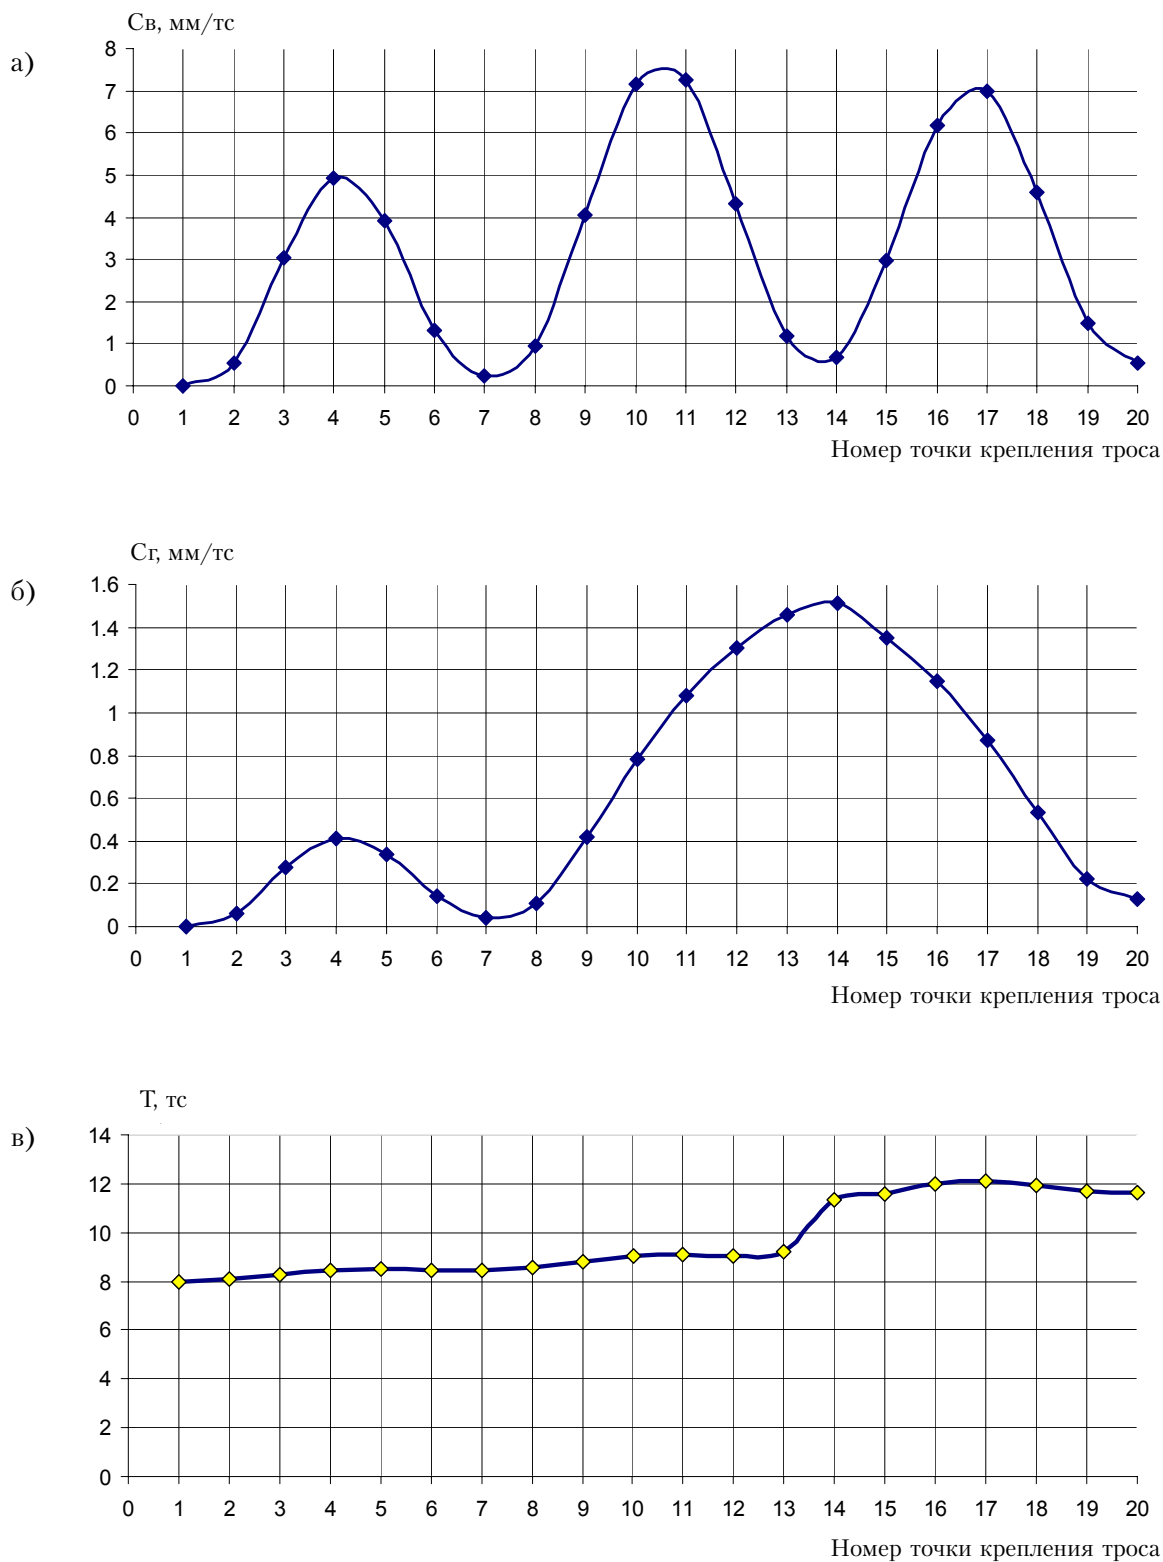 Св, мм/тс
а)
8
7
6
5
4
3
2
1
0
0 1 2 3 4 5 6 7 8 9 10 11 12 13 14 15 16 17 18 19 20
Номер точки крепления троса
Сг, мм/тс
б)
1.6
1.4
1.2
1
0.8
0.6
0.4
0.2
0
0 1 2 3 4 5 6 7 8 9 10 11 12 13 14 15 16 17 18 19 20
Номер точки крепления троса
Т, тс
в)
14
12
10
8
6
4
2
0
0 1 2 3 4 5 6 7 8 9 10 11 12 13 14 15 16 17 18 19 20
Номер точки крепления троса